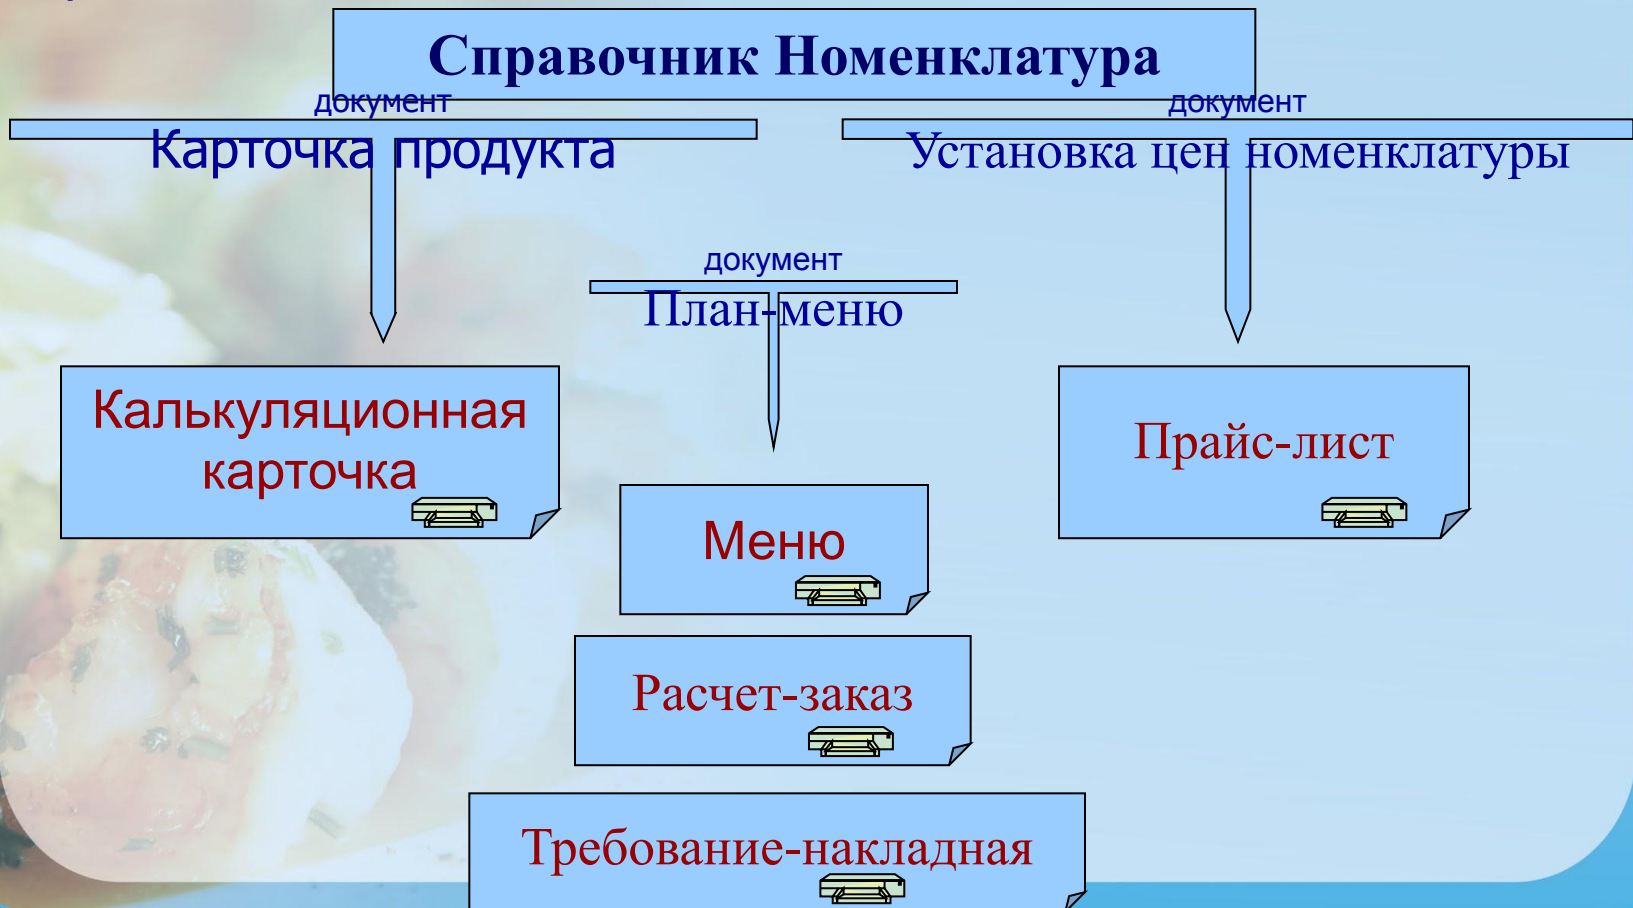 Справочник Номенклатура
документ
Карточка продукта
документ
Установка цен номенклатуры
документ
План-меню
Калькуляционная
карточка
Прайс-лист
Меню
Расчет-заказ
Требование-накладная